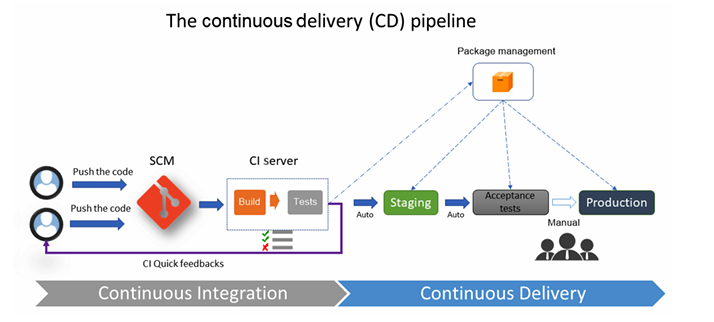 The continuous delivery (CD) pipeline
Package management
SCM
CI server
Push the code
Push the code
Build
Tests
Auto
Staging
Auto
Acceptance
tests
Manual
Production
CI Quick feedbacks
Continuous Integration
Continuous Delivery